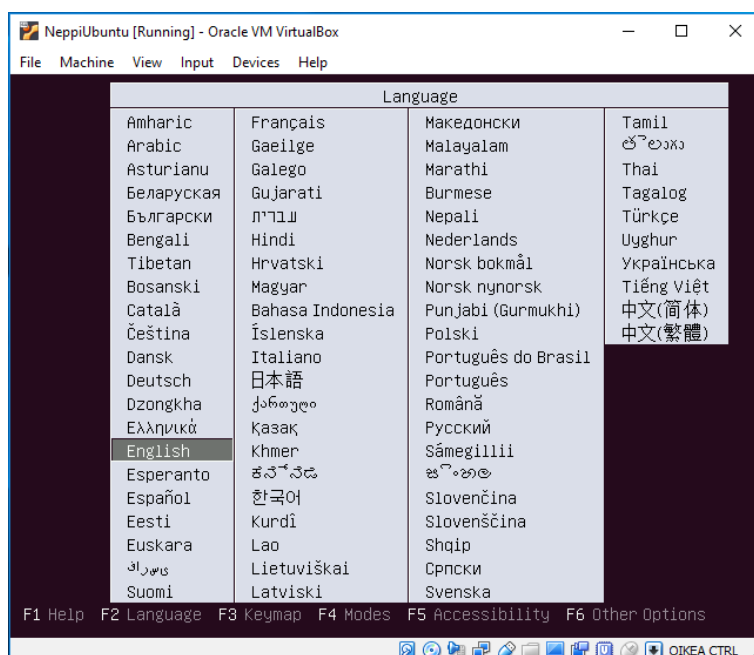 NeppiUbuntu [Running] - Oracle VM VirtualBox
File Machine View Input Devices Help
Language
Amharic
Arabic
Asturianu
Беларуская
Български
Bengali
Tibetan
Bosanski
Català
Čeština
Dansk
Deutsch
Dzongkha
Ελληνικά
English
Esperanto
Español
Eesti
Euskara
فارسی
Suomi
Français
Gaeilge
Galego
Gujarati
עברית
Hindi
Hrvatski
Magyar
Bahasa Indonesia
Íslenska
Italiano
日本語
ქართული
Қазақ
Khmer
ಕನ್ನಡ
한국어
Kurdî
Lao
Lietuviškai
Latviski
Македонски
Malayalam
Marathi
Burmese
Nepali
Nederlands
Norsk bokmål
Norsk nynorsk
Punjabi (Gurmukhi)
Polski
Português do Brasil
Português
Română
Русский
Sámegillii
සිංහල
Slovenčina
Slovenščina
Shqip
Српски
Svenska
Tamil
తెలుగు
Thai
Tagalog
Türkçe
Uyghur
Українська
Tiếng Việt
中文(简体)
中文(繁體)
F1 Help F2 Language F3 Keymap F4 Modes F5 Accessibility F6 Other Options
OIKEA CTRL